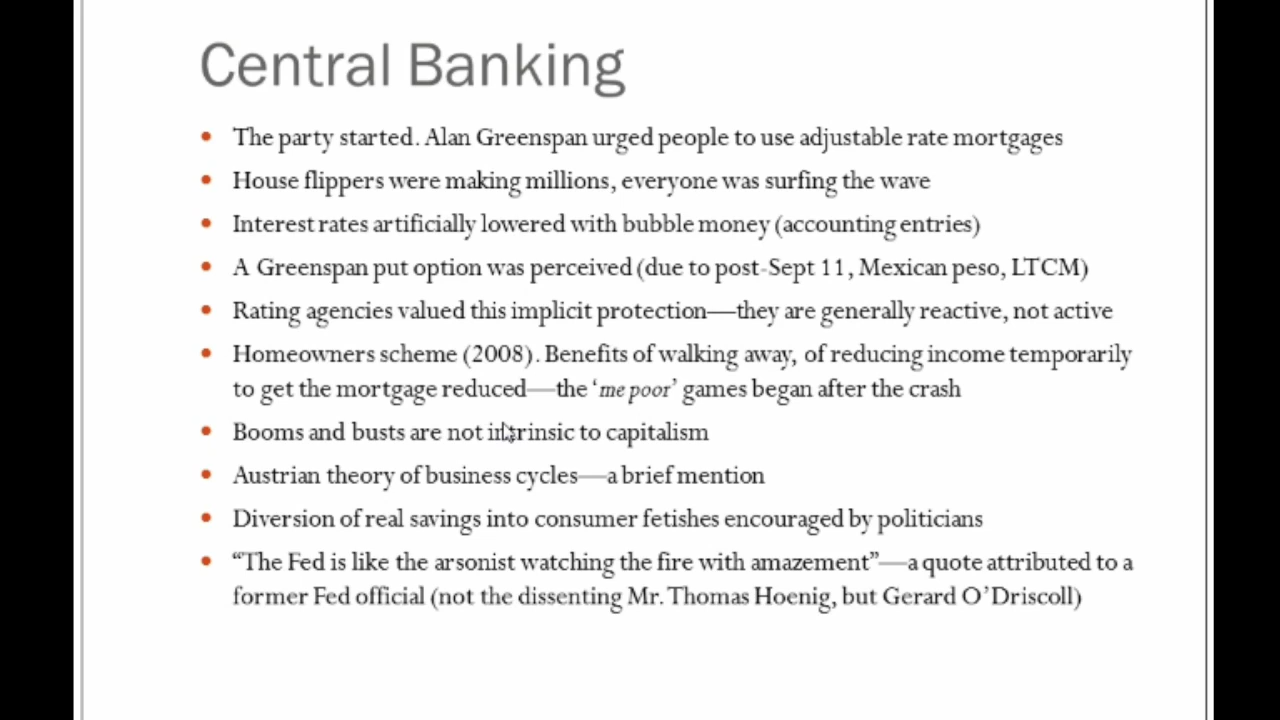 Central Banking
• The party started. Alan Greenspan urged people to use adjustable rate mortgages
• House flippers were making millions, everyone was surfing the wave
• Interest rates artificially lowered with bubble money (accounting entries)
• A Greenspan put option was perceived (due to post-Sept 11, Mexican peso, LTCM)
• Rating agencies valued this implicit protection—they are generally reactive, not active
• Homeowners scheme (2008). Benefits of walking away, of reducing income temporarily
to get the mortgage reduced—the ‘me poor’ games began after the crash
• Booms and busts are not intrinsic to capitalism
• Austrian theory of business cycles—a brief mention
• Diversion of real savings into consumer fetishes encouraged by politicians
• “The Fed is like the arsonist watching the fire with amazement”—a quote attributed to a
former Fed official (not the dissenting Mr. Thomas Hoenig, but Gerard O’Driscoll)